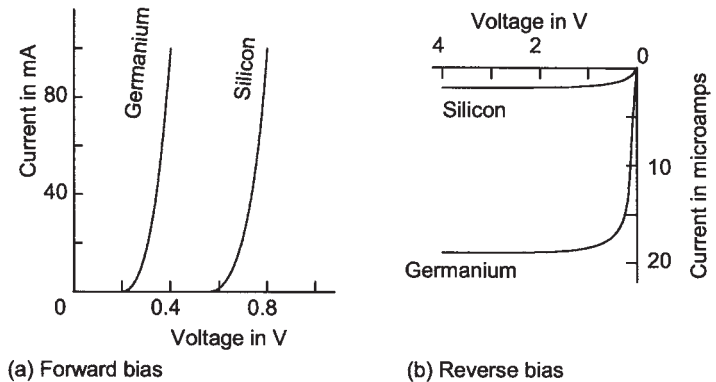 Current in mA
80
40
0
Germanium
Silicon
0.4
0.8
Voltage in V
(a) Forward bias
Voltage in V
4
2
0
Silicon
10
Germanium
20
Current in microamps
(b) Reverse bias